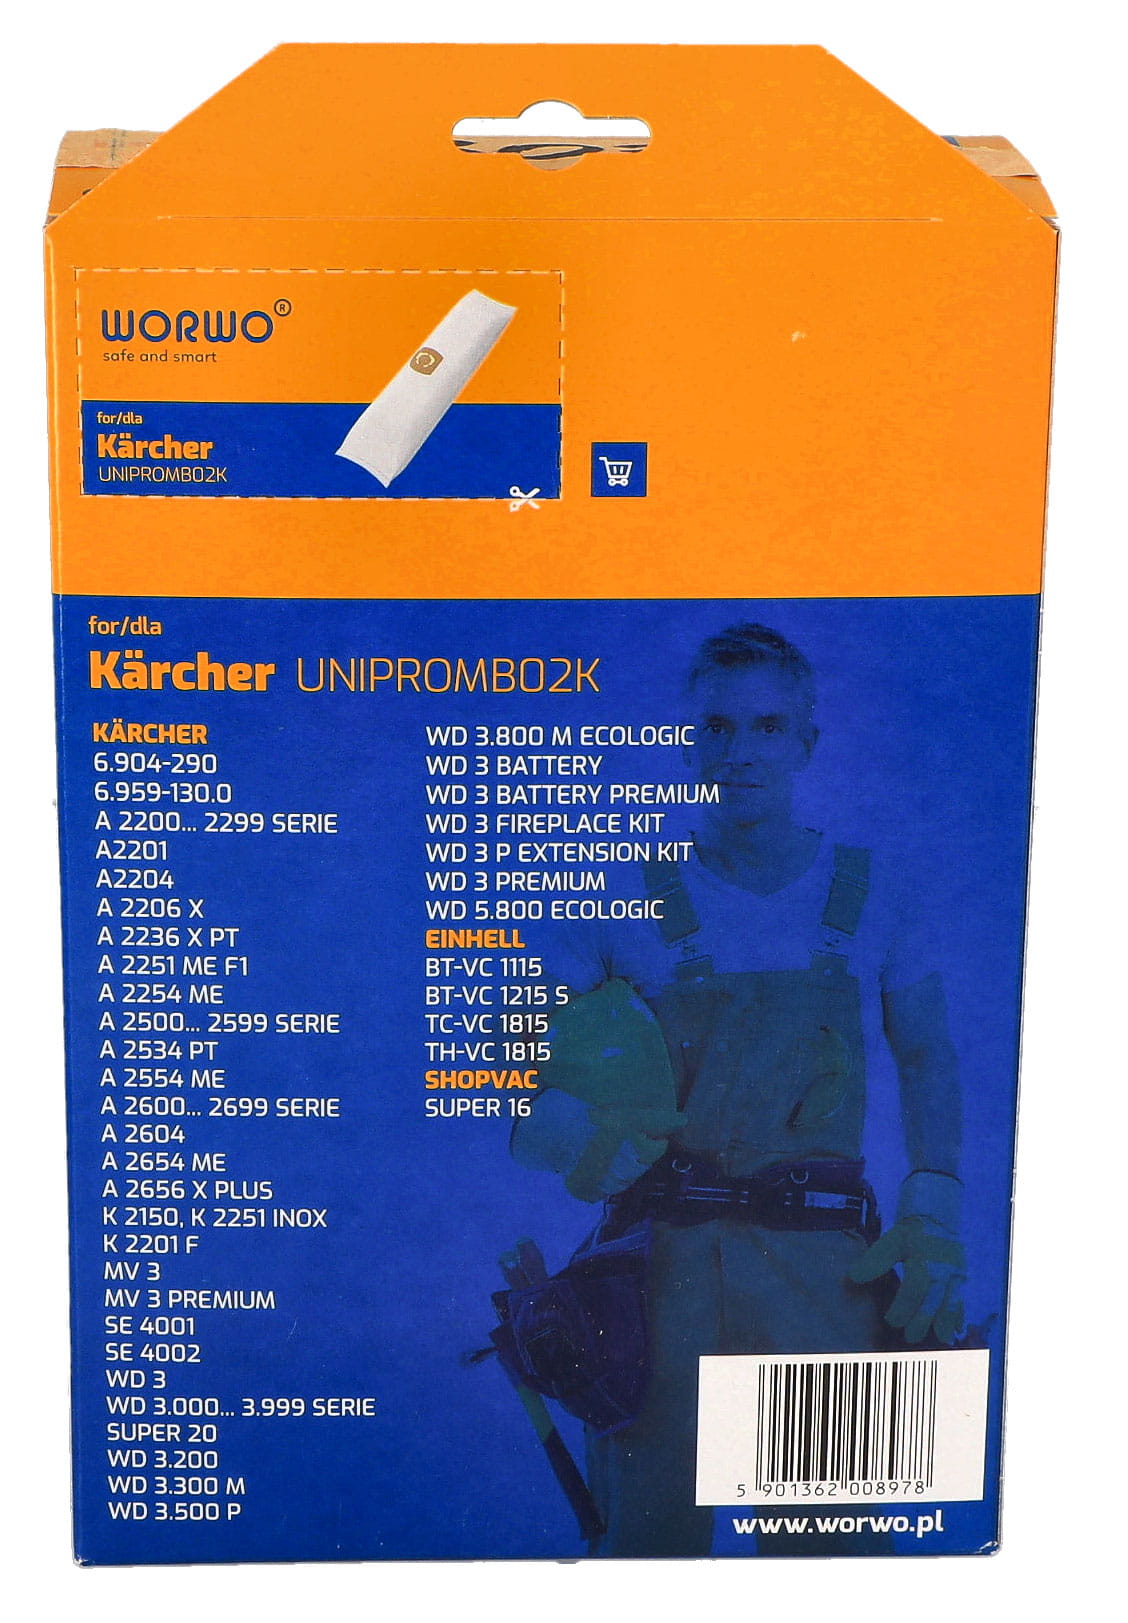 WORWO®
safe and smart
for/dla
Kärcher
UNIPROMB02K
for/dla
Kärcher UNIPROMB02K
KÄRCHER
6.904-290
6.959-130.0
A 2200... 2299 SERIE
A2201
A2204
A 2206 X
A 2236 X PT
A 2251 ME F1
A 2254 ME
A 2500... 2599 SERIE
A 2534 PT
A 2554 ME
A 2600... 2699 SERIE
A 2604
A 2654 ME
A 2656 X PLUS
K 2150, K 2251 INOX
K 2201 F
MV 3
MV 3 PREMIUM
SE 4001
SE 4002
WD 3
WD 3.000... 3.999 SERIE
SUPER 20
WD 3.200
WD 3.300 M
WD 3.500 P
WD 3.800 M ECOLOGIC
WD 3 BATTERY
WD 3 BATTERY PREMIUM
WD 3 FIREPLACE KIT
WD 3 P EXTENSION KIT
WD 3 PREMIUM
WD 5.800 ECOLOGIC
EINHELL
BT-VC 1115
BT-VC 1215 S
TC-VC 1815
TH-VC 1815
SHOPVAC
SUPER 16
5 901362 008978
www.worwo.pl